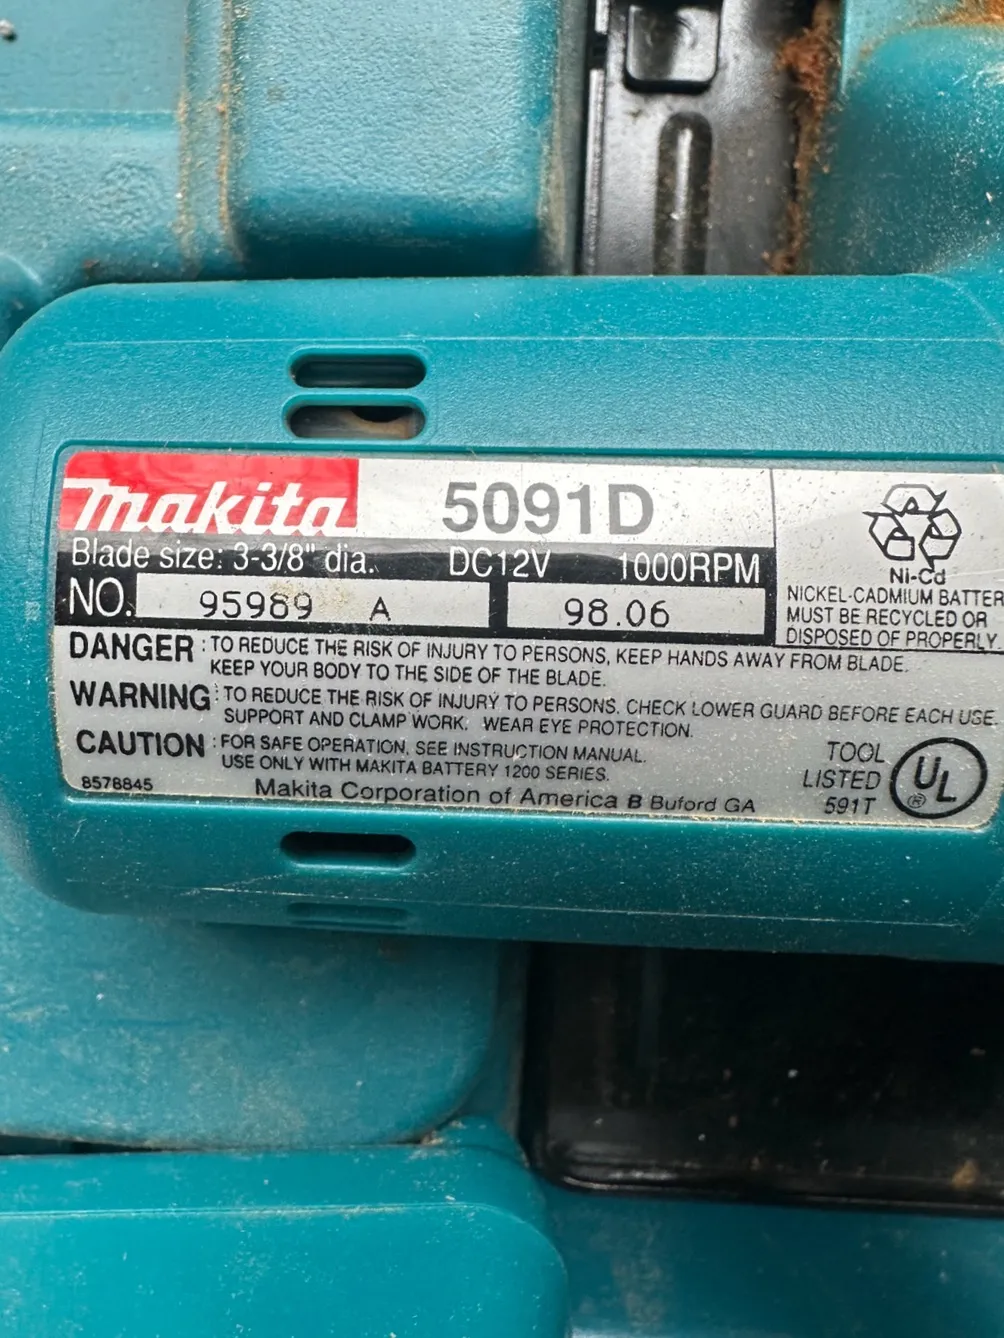 makita 5091D
Blade size: 3-3/8" dia. DC12V 1000RPM
NO. 95989 A 98.06
Ni-Cd
NICKEL-CADMIUM BATTER
MUST BE RECYCLED OR
DISPOSED OF PROPERLY.
DANGER : TO REDUCE THE RISK OF INJURY TO PERSONS, KEEP HANDS AWAY FROM BLADE.
KEEP YOUR BODY TO THE SIDE OF THE BLADE.
WARNING : TO REDUCE THE RISK OF INJURY TO PERSONS. CHECK LOWER GUARD BEFORE EACH USE.
SUPPORT AND CLAMP WORK. WEAR EYE PROTECTION.
CAUTION : FOR SAFE OPERATION, SEE INSTRUCTION MANUAL.
USE ONLY WITH MAKITA BATTERY 1200 SERIES.
8578845 Makita Corporation of America B Buford GA
TOOL
LISTED
591T
UL ®